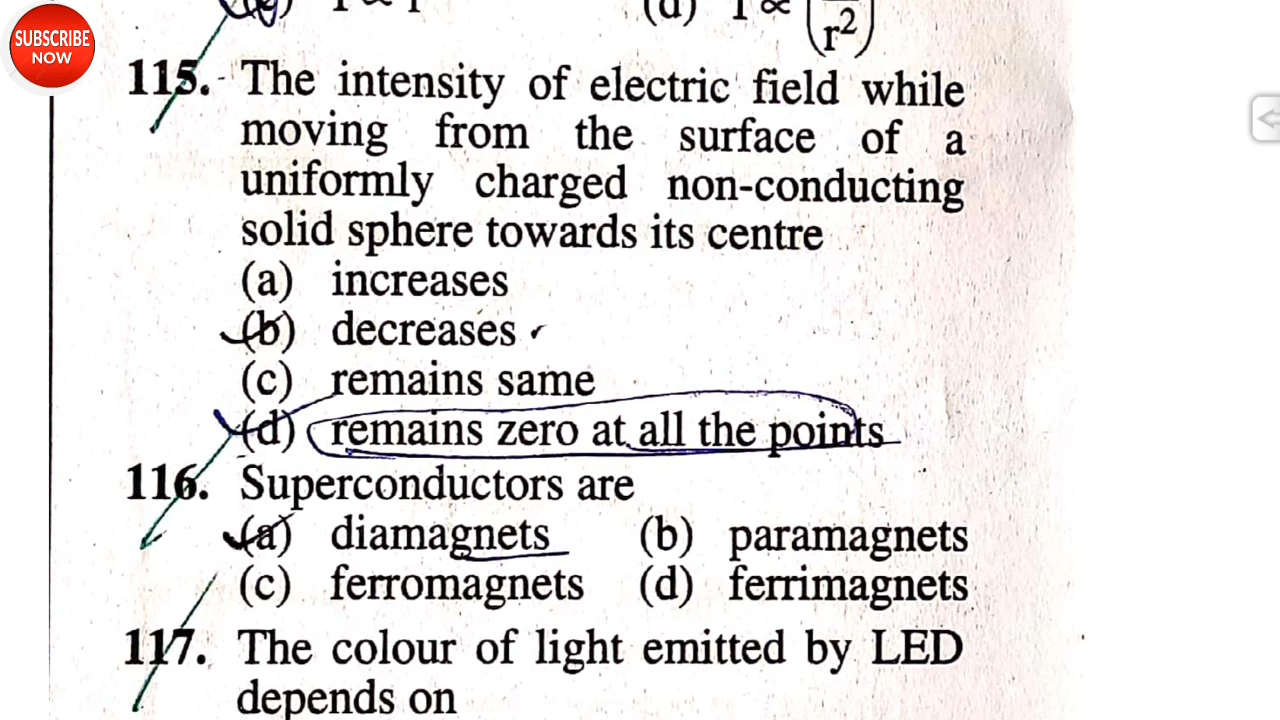 SUBSCRIBE
NOW
(d) I ∝
r²
115. The intensity of electric field while
moving from the surface of a
uniformly charged non-conducting
solid sphere towards its centre
(a) increases
(b) decreases
(c) remains same
(d) remains zero at all the points
116. Superconductors are
(a) diamagnets (b) paramagnets
(c) ferromagnets (d) ferrimagnets
117. The colour of light emitted by LED
depends on